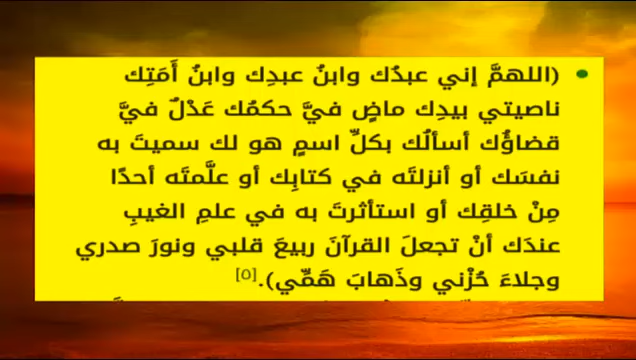 • (اللهمَّ إني عبدُك وابنُ عبدِك وابنُ أَمَتِك
ناصيتي بيدِك ماضٍ فيَّ حكمُك عَدْلٌ فيَّ
قضاؤُك أسألُك بكلِّ اسمٍ هو لك سميتَ به
نفسَك أو أنزلتَه في كتابِك أو علَّمتَه أحدًا
مِنْ خلقِك أو استأثرتَ به في علمِ الغيبِ
عندَك أنْ تجعلَ القرآنَ ربيعَ قلبي ونورَ صدري
وجلاءَ حُزْني وذَهابَ هَمِّي).[٥]